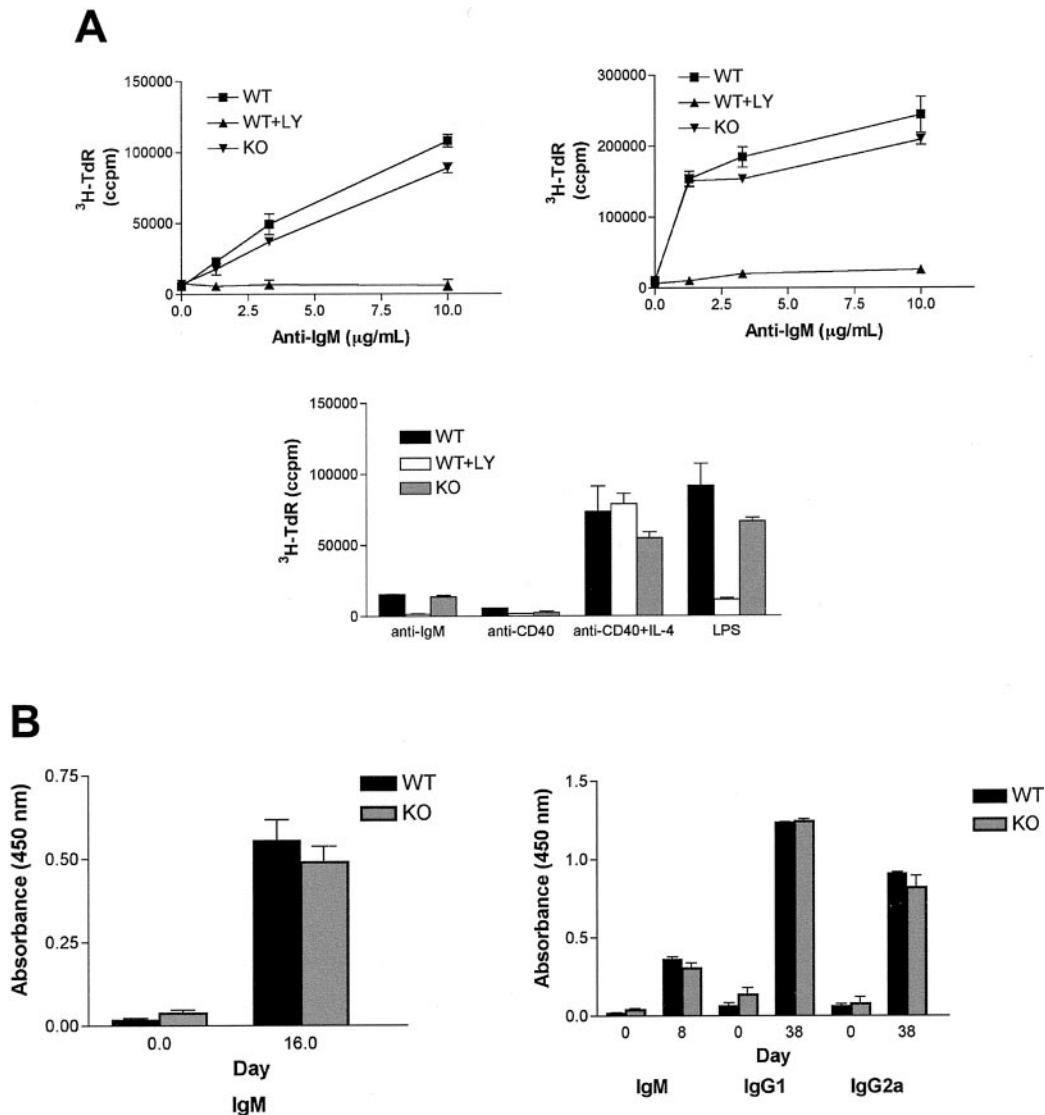 A
150000
100000
50000
0
³H-TdR
(ccpm)
WT
WT+LY
KO
0.0 2.5 5.0 7.5 10.0
Anti-IgM (μg/mL)
300000
200000
100000
0
³H-TdR
(ccpm)
WT
WT+LY
KO
0.0 2.5 5.0 7.5 10.0
Anti-IgM (μg/mL)
150000
100000
50000
0
³H-TdR (ccpm)
WT
WT+LY
KO
anti-IgM anti-CD40 anti-CD40+IL-4 LPS
B
0.75
0.50
0.25
0.00
Absorbance (450 nm)
WT
KO
0.0 16.0
Day
IgM
1.5
1.0
0.5
0.0
Absorbance (450 nm)
WT
KO
0 8 0 38 0 38
Day
IgM IgG1 IgG2a